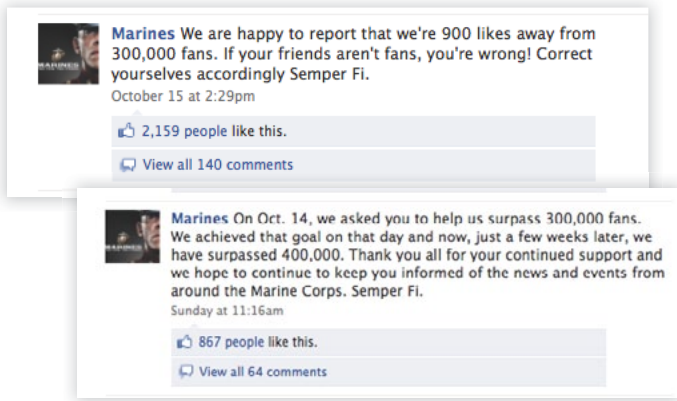 Marines We are happy to report that we're 900 likes away from
300,000 fans. If your friends aren't fans, you're wrong! Correct
yourselves accordingly Semper Fi.
October 15 at 2:29pm
2,159 people like this.
View all 140 comments
Marines On Oct. 14, we asked you to help us surpass 300,000 fans.
We achieved that goal on that day and now, just a few weeks later, we
have surpassed 400,000. Thank you all for your continued support and
we hope to continue to keep you informed of the news and events from
around the Marine Corps. Semper Fi.
Sunday at 11:16am
867 people like this.
View all 64 comments